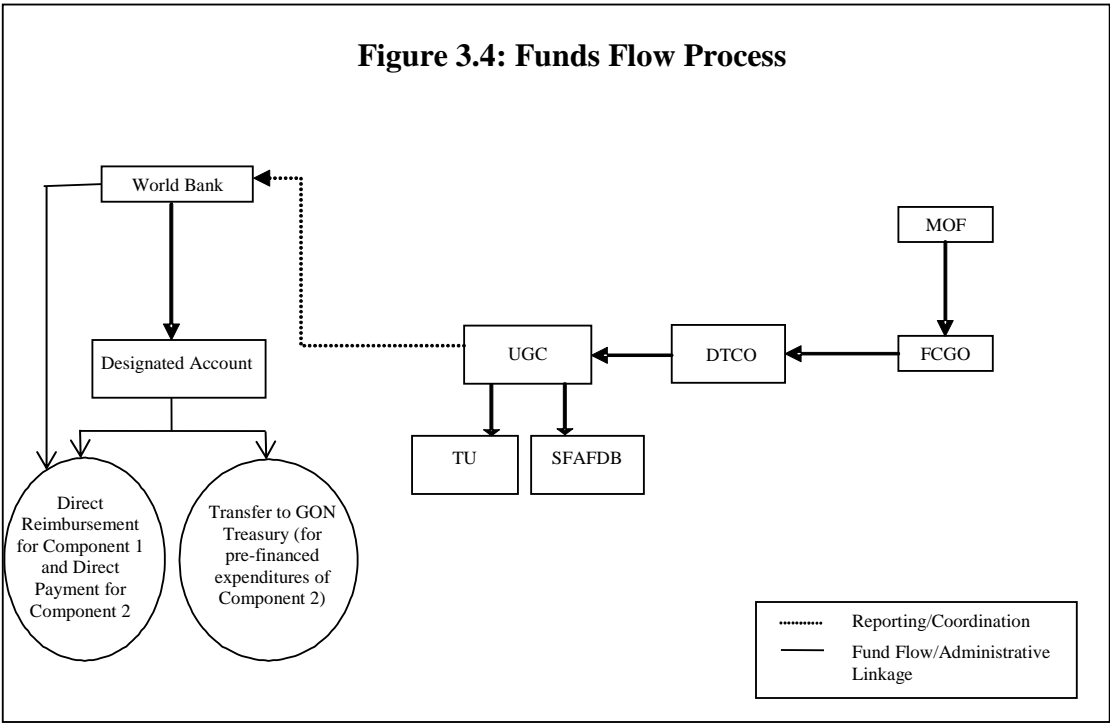 Figure 3.4: Funds Flow Process
World Bank
MOF
Designated Account
UGC
DTCO
FCGO
TU
SFAFDB
Direct
Reimbursement
for Component 1
and Direct
Payment for
Component 2
Transfer to GON
Treasury (for
pre-financed
expenditures of
Component 2)
Reporting/Coordination
Fund Flow/Administrative
Linkage